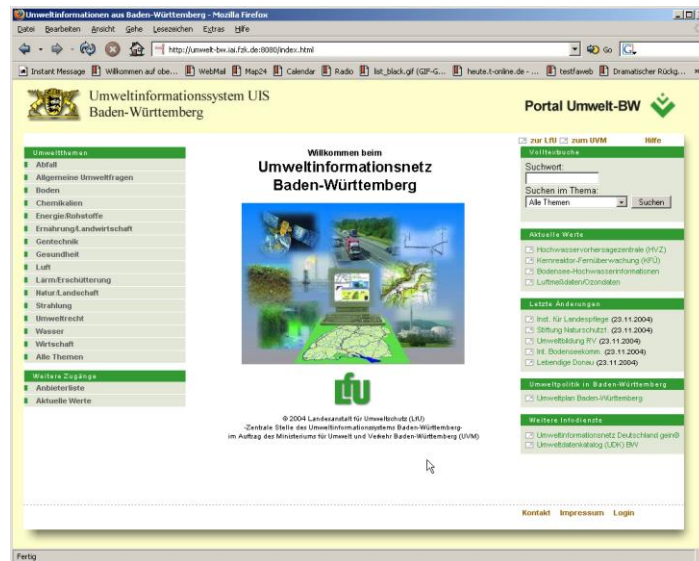 Umweltinformationen aus Baden-Württemberg - Mozilla Firefox
Datei Bearbeiten Ansicht Gehe Lesezeichen Extras Hilfe
http://umwelt-bw.iai.fzk.de:8080/index.html Go
Instant Message Willkommen auf obe... WebMail Map24 Calendar Radio list_black.gif (GIF-G... heute.t-online.de - ... testfaweb Dramatischer Rückg...
Umweltinformationssystem UIS
Baden-Württemberg
Portal Umwelt-BW
zur LfU zum UVM Hilfe
Umweltthemen
Abfall
Allgemeine Umweltfragen
Boden
Chemikalien
Energie/Rohstoffe
Ernährung/Landwirtschaft
Gentechnik
Gesundheit
Luft
Lärm/Erschütterung
Natur/Landschaft
Strahlung
Umweltrecht
Wasser
Wirtschaft
Alle Themen
Weitere Zugänge
Anbieterliste
Aktuelle Werte
Willkommen beim
Umweltinformationsnetz
Baden-Württemberg
LfU
© 2004 Landesanstalt für Umweltschutz (LfU)
-Zentrale Stelle des Umweltinformationssystems Baden-Württemberg-
im Auftrag des Ministeriums für Umwelt und Verkehr Baden-Württemberg (UVM)
Volltextsuche
Suchwort:
Suchen im Thema:
Alle Themen Suchen
Aktuelle Werte
Hochwasservorhersagezentrale (HVZ)
Kernreaktor-Fernüberwachung (KFÜ)
Bodensee-Hochwasserinformationen
Luftmeßdaten/Ozondaten
Letzte Änderungen
Inst. für Landespflege (23.11.2004)
Stiftung Naturschutzf. (23.11.2004)
Umweltbildung RV (23.11.2004)
Int. Bodenseekomm. (23.11.2004)
Lebendige Donau (23.11.2004)
Umweltpolitik in Baden-Württemberg
Umweltplan Baden-Württemberg
Weitere Infodienste
Umweltinformationsnetz Deutschland gein®
Umweltdatenkatalog (UDK) BW
Kontakt Impressum Login
Fertig